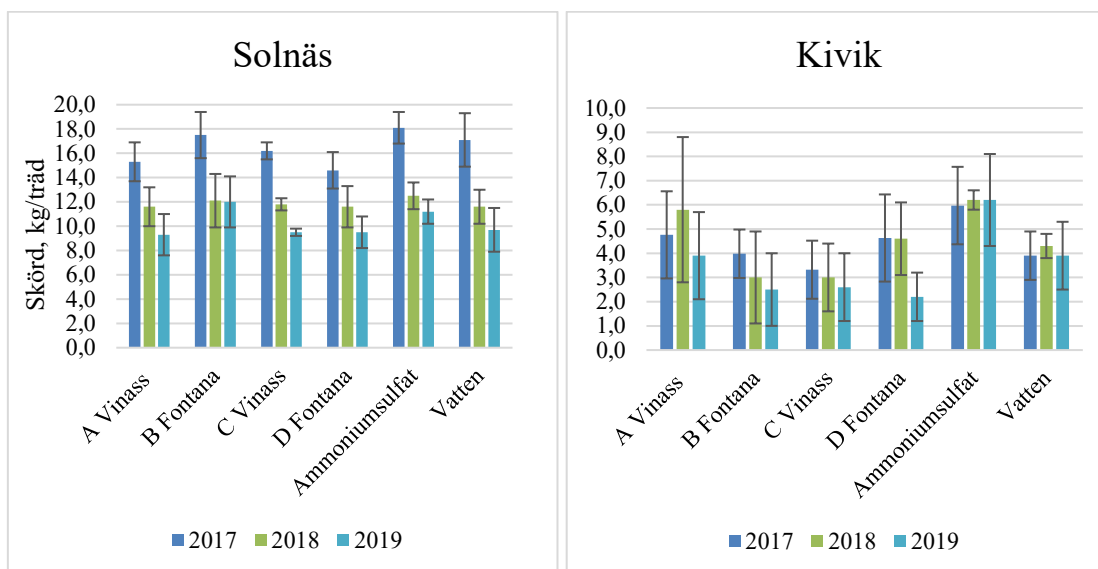 Solnäs
Skörd, kg/träd
20,0
18,0
16,0
14,0
12,0
10,0
8,0
6,0
4,0
2,0
0,0
A Vinass
B Fontana
C Vinass
D Fontana
Ammoniumsulfat
Vatten
2017 2018 2019
Kivik
10,0
9,0
8,0
7,0
6,0
5,0
4,0
3,0
2,0
1,0
0,0
A Vinass
B Fontana
C Vinass
D Fontana
Ammoniumsulfat
Vatten
2017 2018 2019